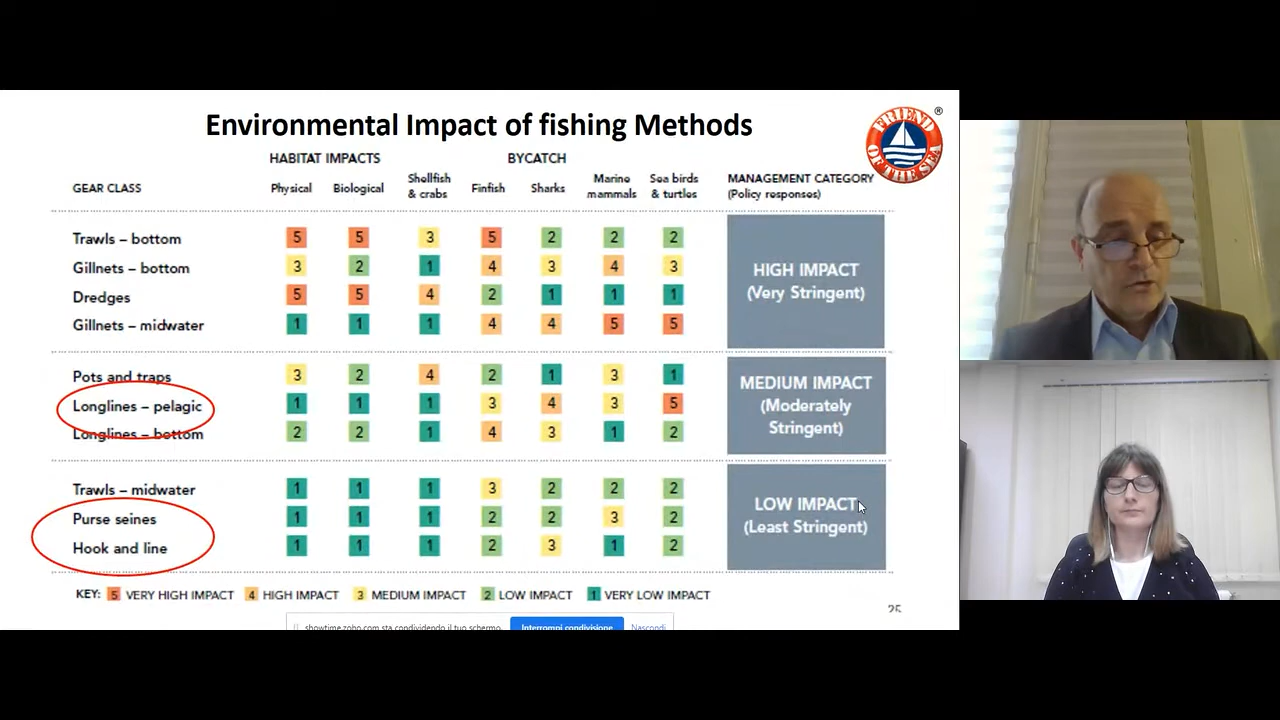 Environmental Impact of fishing Methods
FRIEND OF THE SEA ®
HABITAT IMPACTS BYCATCH
GEAR CLASS Physical Biological Shellfish & crabs Finfish Sharks Marine mammals Sea birds & turtles MANAGEMENT CATEGORY (Policy responses)
Trawls – bottom 5 5 3 5 2 2 2
Gillnets – bottom 3 2 1 4 3 4 3
Dredges 5 5 4 2 1 1 1
Gillnets – midwater 1 1 1 4 4 5 5
HIGH IMPACT
(Very Stringent)
Pots and traps 3 2 4 2 1 3 1
Longlines – pelagic 1 1 1 3 4 3 5
Longlines – bottom 2 2 1 4 3 1 2
MEDIUM IMPACT
(Moderately
Stringent)
Trawls – midwater 1 1 1 3 2 2 2
Purse seines 1 1 1 2 2 3 2
Hook and line 1 1 1 2 3 1 2
LOW IMPACT
(Least Stringent)
KEY: 5 VERY HIGH IMPACT 4 HIGH IMPACT 3 MEDIUM IMPACT 2 LOW IMPACT 1 VERY LOW IMPACT
25
showtime.zoho.com sta condividendo il tuo schermo. Interrompi condivisione Nascondi